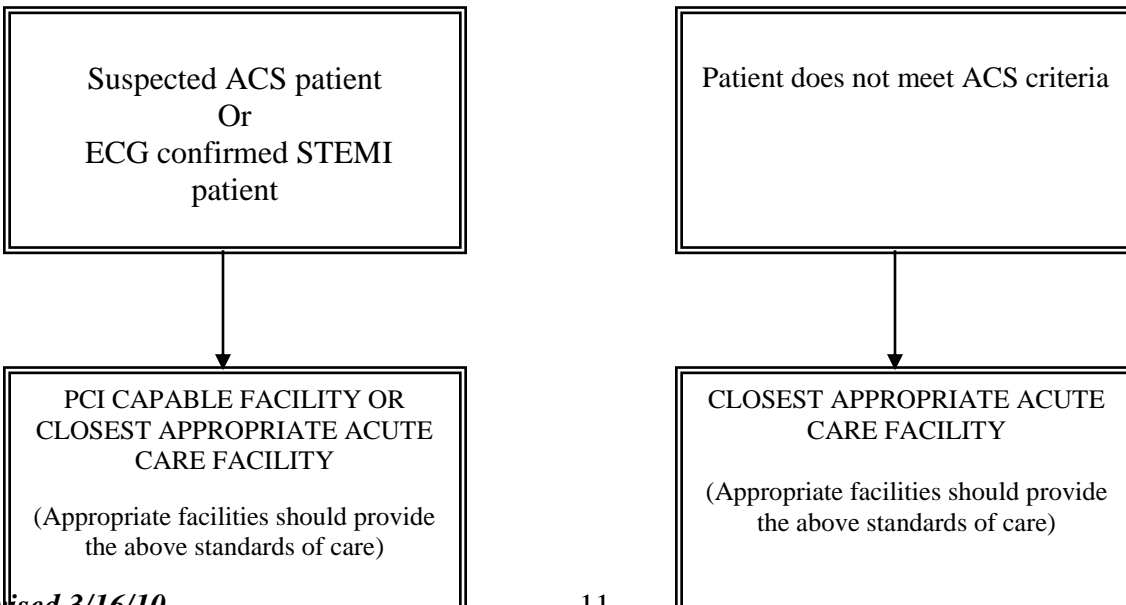 Suspected ACS patient
Or
ECG confirmed STEMI
patient
Patient does not meet ACS criteria
PCI CAPABLE FACILITY OR
CLOSEST APPROPRIATE ACUTE
CARE FACILITY
(Appropriate facilities should provide
the above standards of care)
CLOSEST APPROPRIATE ACUTE
CARE FACILITY
(Appropriate facilities should provide
the above standards of care)
3/16/10
11